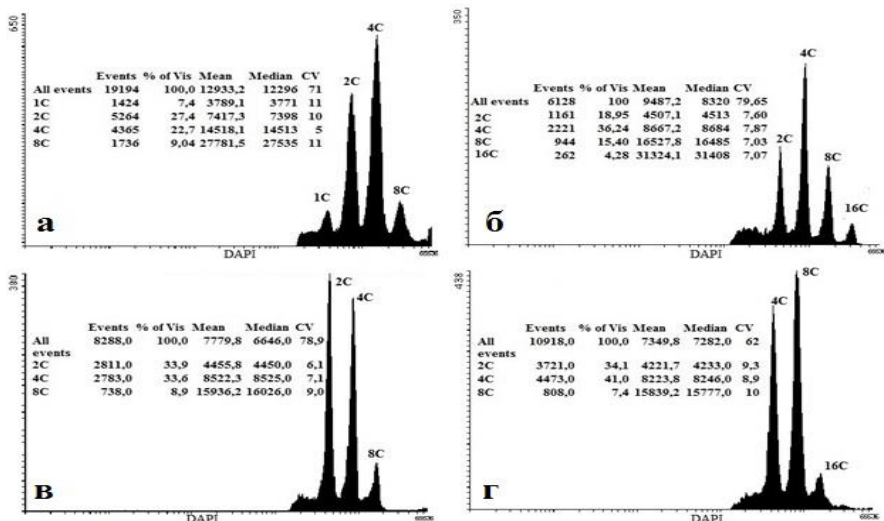 650
4C
2C
1C
8C
Events % of Vis Mean Median CV
All events 19194 100,0 12933,2 12296 71
1C 1424 7,4 3789,1 3771 11
2C 5264 27,4 7417,3 7398 10
4C 4365 22,7 14518,1 14513 5
8C 1736 9,04 27781,5 27535 11
а
DAPI
65536
350
4C
2C
8C
16C
Events % of Vis Mean Median CV
All events 6128 100 9487,2 8320 79,65
2C 1161 18,95 4507,1 4513 7,60
4C 2221 36,24 8667,2 8684 7,87
8C 944 15,40 16527,8 16485 7,03
16C 262 4,28 31324,1 31408 7,07
б
DAPI
65536
2C
4C
8C
Events % of Vis Mean Median CV
All 8288,0 100,0 7779,8 6646,0 78,9
events
2C 2811,0 33,9 4455,8 4450,0 6,1
4C 2783,0 33,6 8522,3 8525,0 7,1
8C 738,0 8,9 15936,2 16026,0 9,0
в
DAPI
65536
438
8C
4C
16C
Events % of Vis Mean Median CV
All 10918,0 100,0 7349,8 7282,0 62
events
2C 3721,0 34,1 4221,7 4233,0 9,3
4C 4473,0 41,0 8223,8 8246,0 8,9
8C 808,0 7,4 15839,2 15777,0 10
г
DAPI
65536